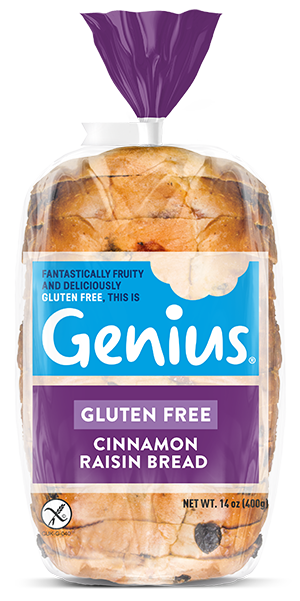 FANTASTICALLY FRUITY
AND DELICIOUSLY
GLUTEN FREE, THIS IS
Genius®
GLUTEN FREE
CINNAMON
RAISIN BREAD
NET WT. 14 oz (400g)